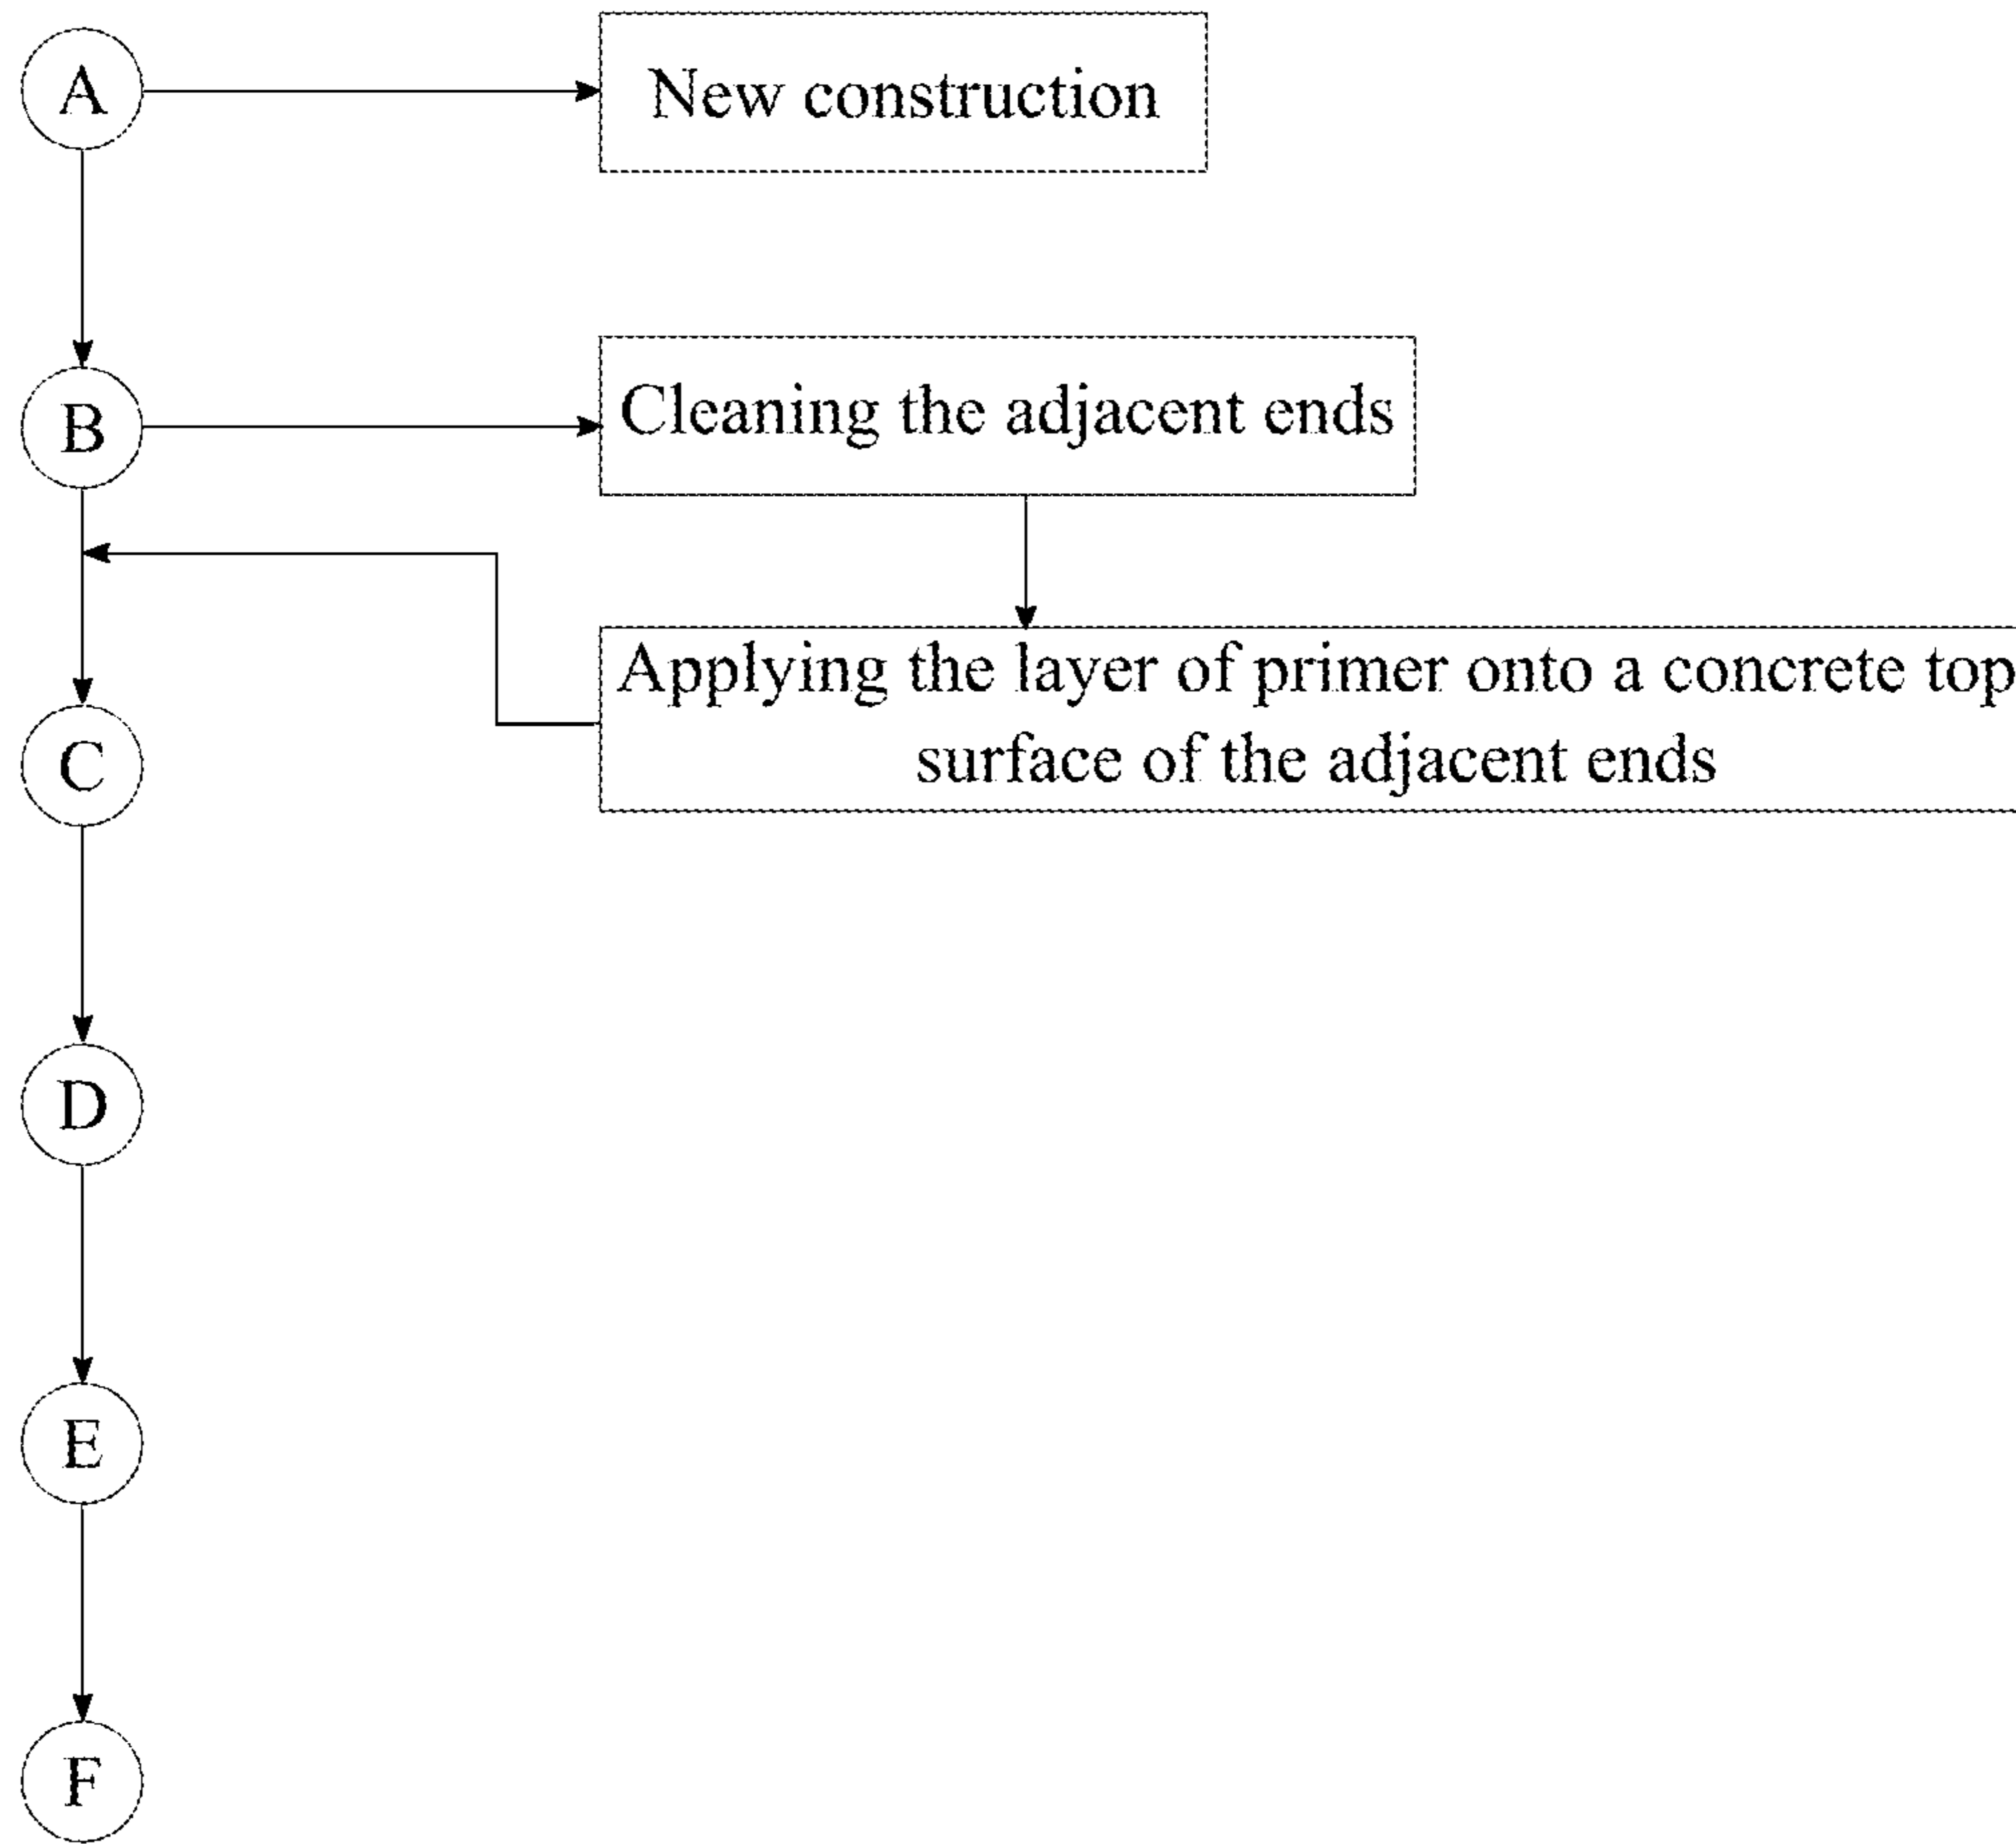 A
New construction
B
Cleaning the adjacent ends
Applying the layer of primer onto a concrete top
surface of the adjacent ends
C
D
E
F